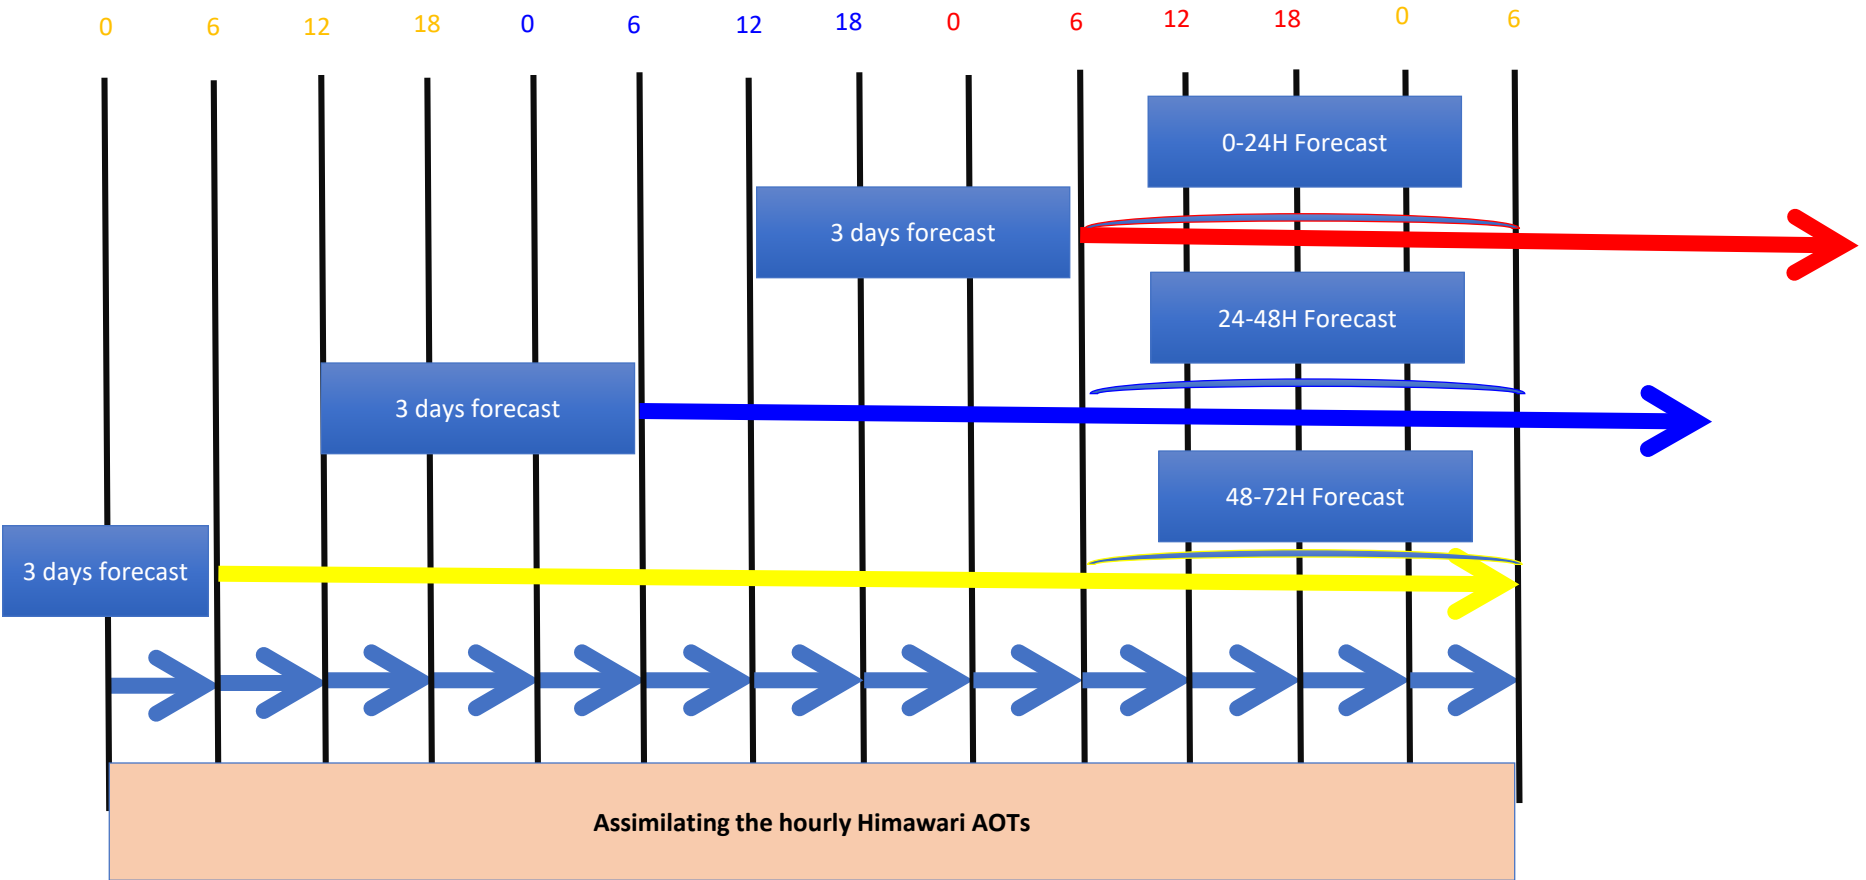 0 6 12 18 0 6 12 18 0 6 12 18 0 6
0-24H Forecast
3 days forecast
24-48H Forecast
3 days forecast
48-72H Forecast
3 days forecast
Assimilating the hourly Himawari AOTs